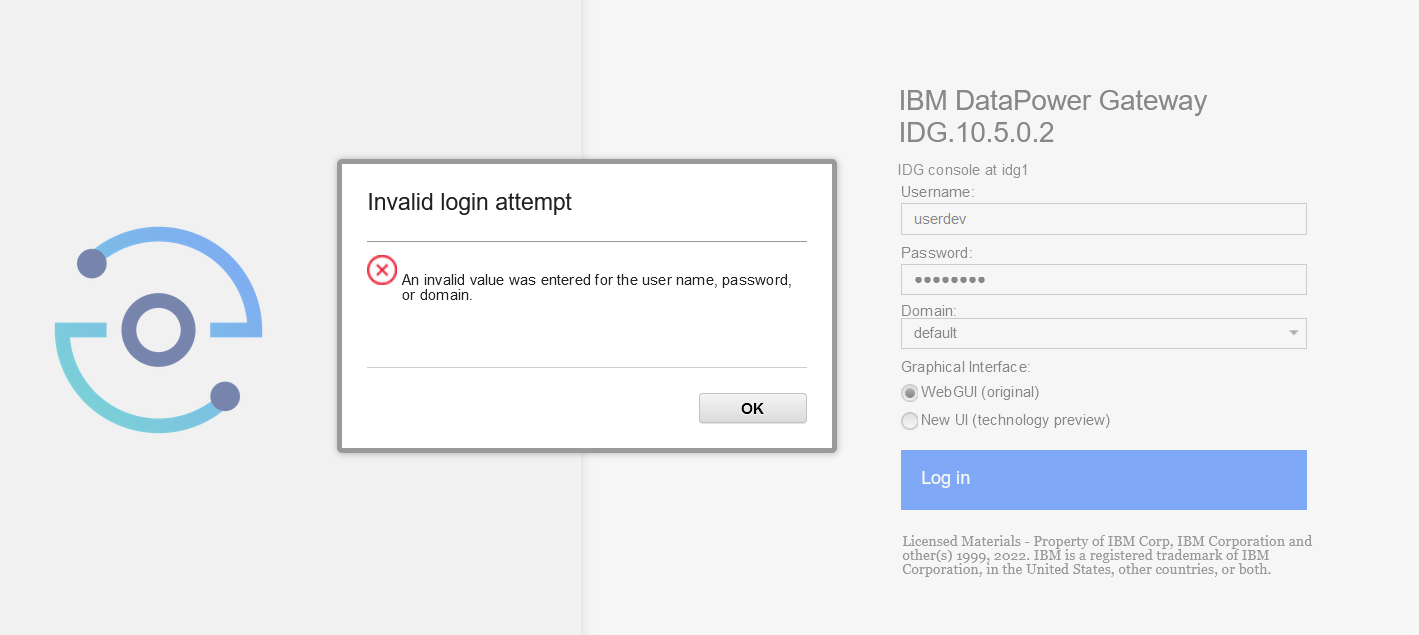 Invalid login attempt
An invalid value was entered for the user name, password,
or domain.
OK
IBM DataPower Gateway
IDG.10.5.0.2
IDG console at idg1
Username:
userdev
Password:
●●●●●●●●
Domain:
default
Graphical Interface:
WebGUI (original)
New UI (technology preview)
Log in
Licensed Materials - Property of IBM Corp, IBM Corporation and
other(s) 1999, 2022. IBM is a registered trademark of IBM
Corporation, in the United States, other countries, or both.